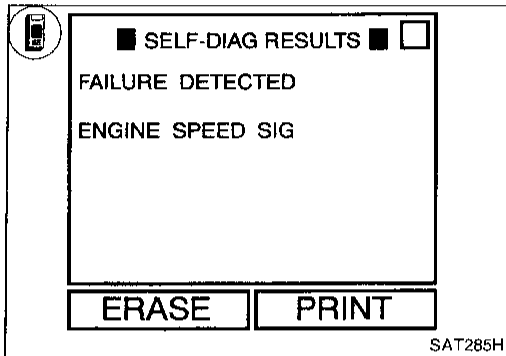 SELF-DIAG RESULTS
FAILURE DETECTED
ENGINE SPEED SIG
ERASE PRINT
SAT285H